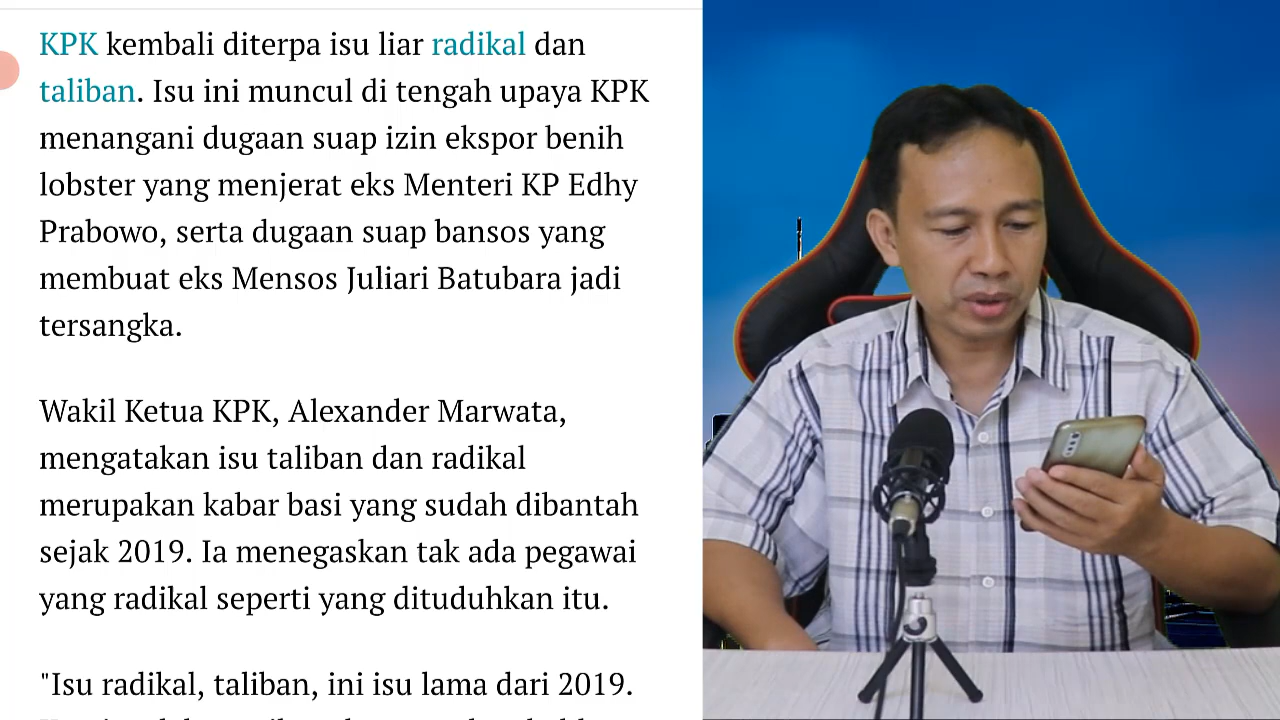 KPK kembali diterpa isu liar radikal dan
taliban. Isu ini muncul di tengah upaya KPK
menangani dugaan suap izin ekspor benih
lobster yang menjerat eks Menteri KP Edhy
Prabowo, serta dugaan suap bansos yang
membuat eks Mensos Juliari Batubara jadi
tersangka.
Wakil Ketua KPK, Alexander Marwata,
mengatakan isu taliban dan radikal
merupakan kabar basi yang sudah dibantah
sejak 2019. Ia menegaskan tak ada pegawai
yang radikal seperti yang dituduhkan itu.
"Isu radikal, taliban, ini isu lama dari 2019.